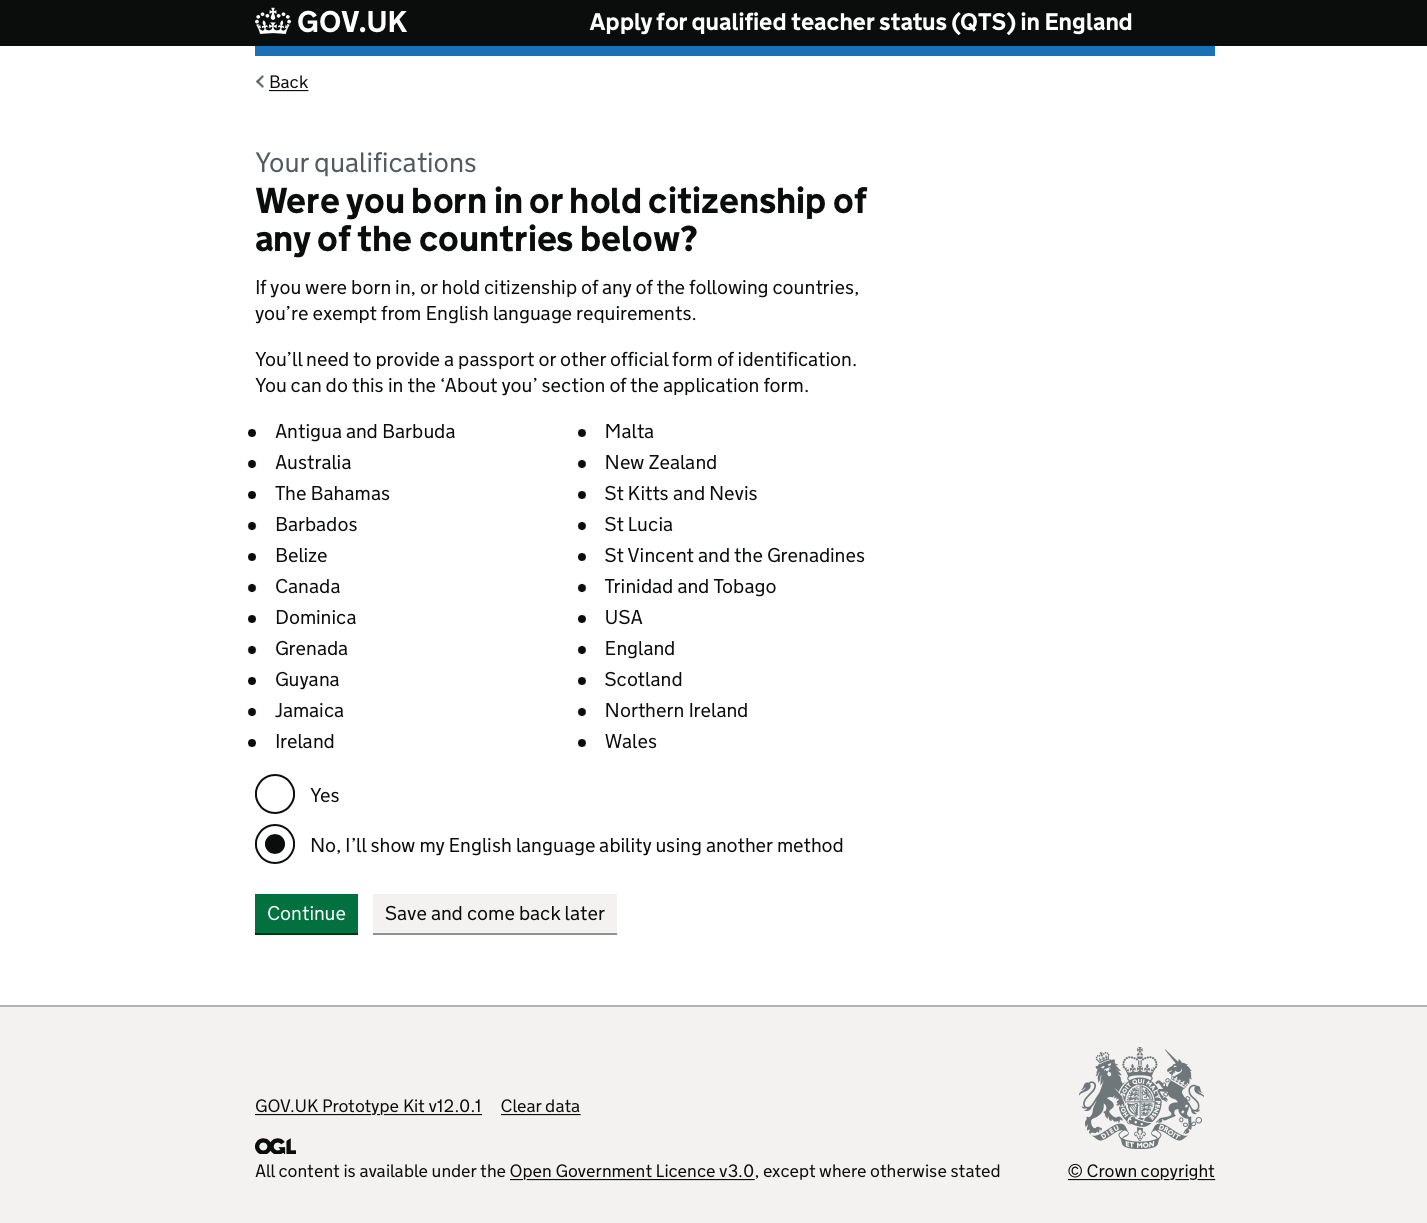 GOV.UK
Apply for qualified teacher status (QTS) in England
Back
Your qualifications
Were you born in or hold citizenship of
any of the countries below?
If you were born in, or hold citizenship of any of the following countries,
you’re exempt from English language requirements.
You’ll need to provide a passport or other official form of identification.
You can do this in the ‘About you’ section of the application form.
Antigua and Barbuda
Australia
The Bahamas
Barbados
Belize
Canada
Dominica
Grenada
Guyana
Jamaica
Ireland
Malta
New Zealand
St Kitts and Nevis
St Lucia
St Vincent and the Grenadines
Trinidad and Tobago
USA
England
Scotland
Northern Ireland
Wales
Yes
No, I’ll show my English language ability using another method
Continue
Save and come back later
GOV.UK Prototype Kit v12.0.1
Clear data
OGL
All content is available under the Open Government Licence v3.0, except where otherwise stated
DIEU ET MON DROIT
© Crown copyright